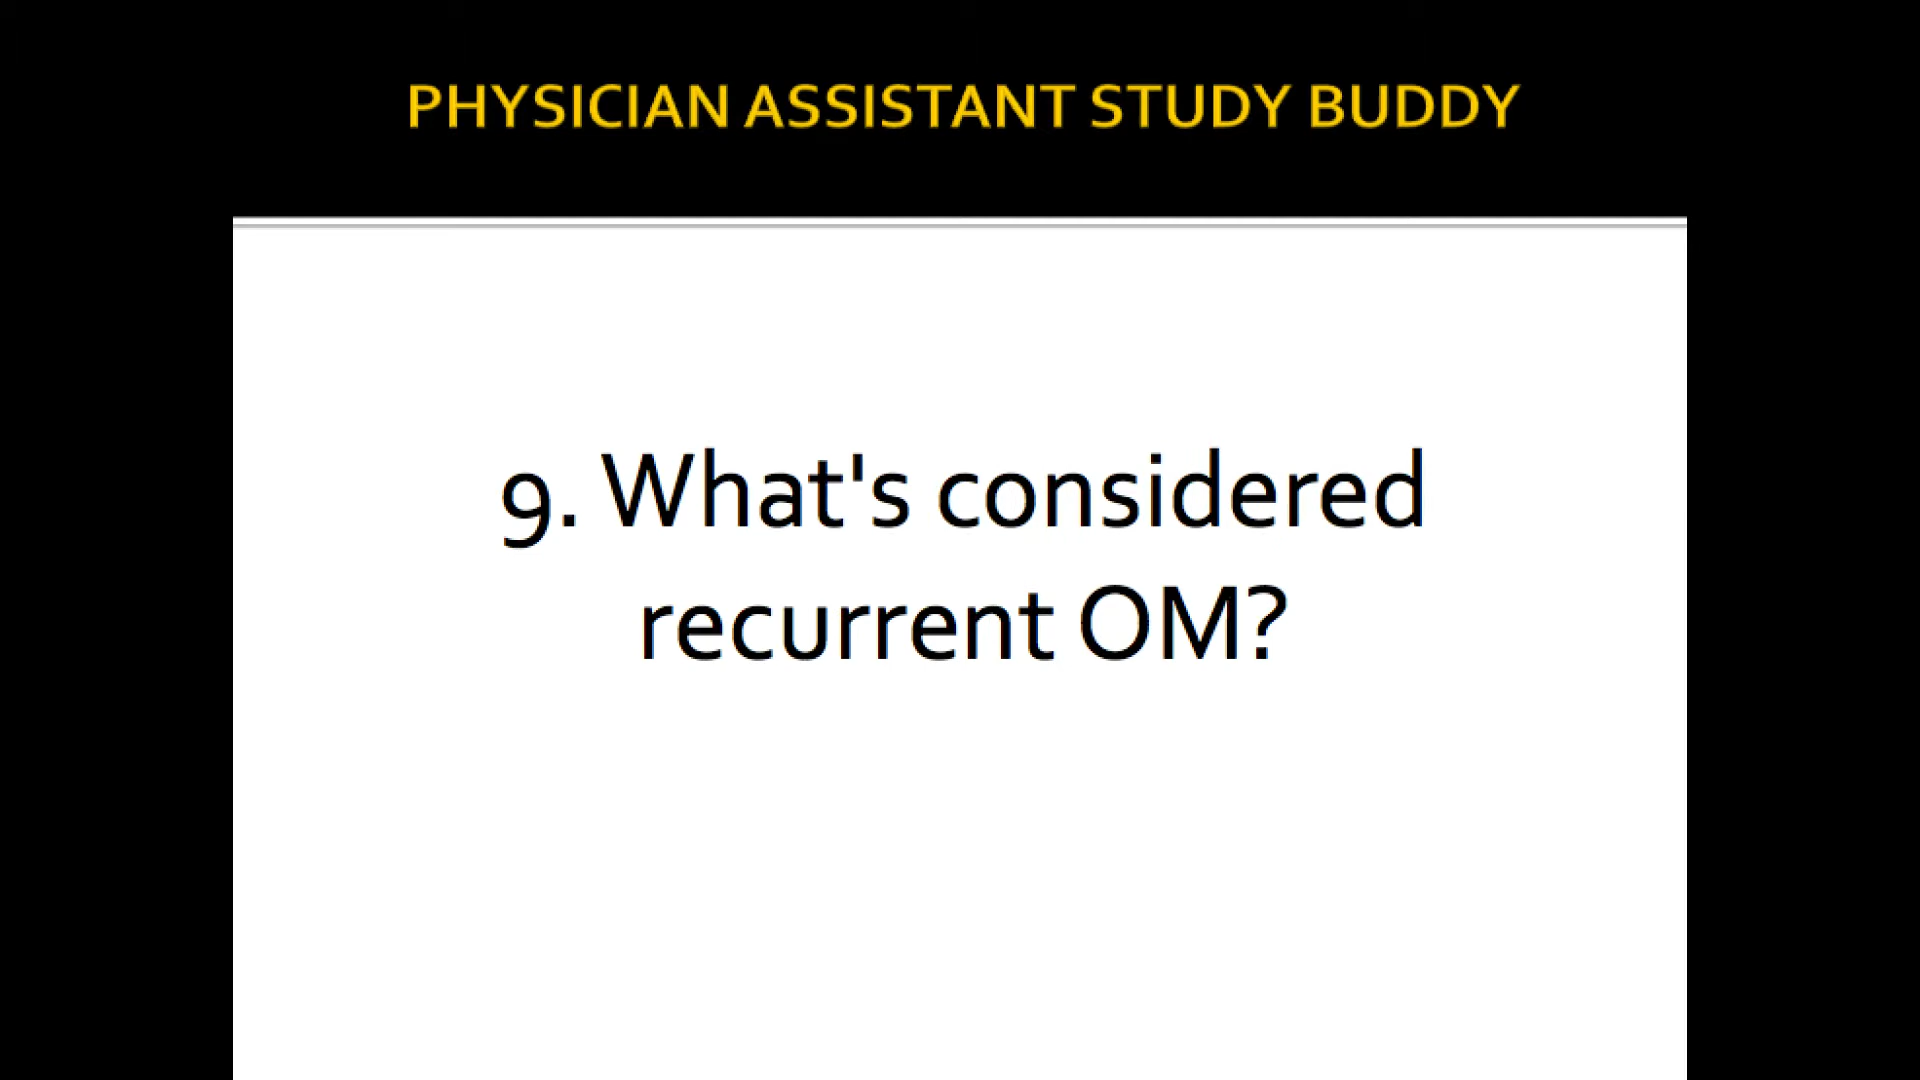 PHYSICIAN ASSISTANT STUDY BUDDY
9. What's considered
recurrent OM?